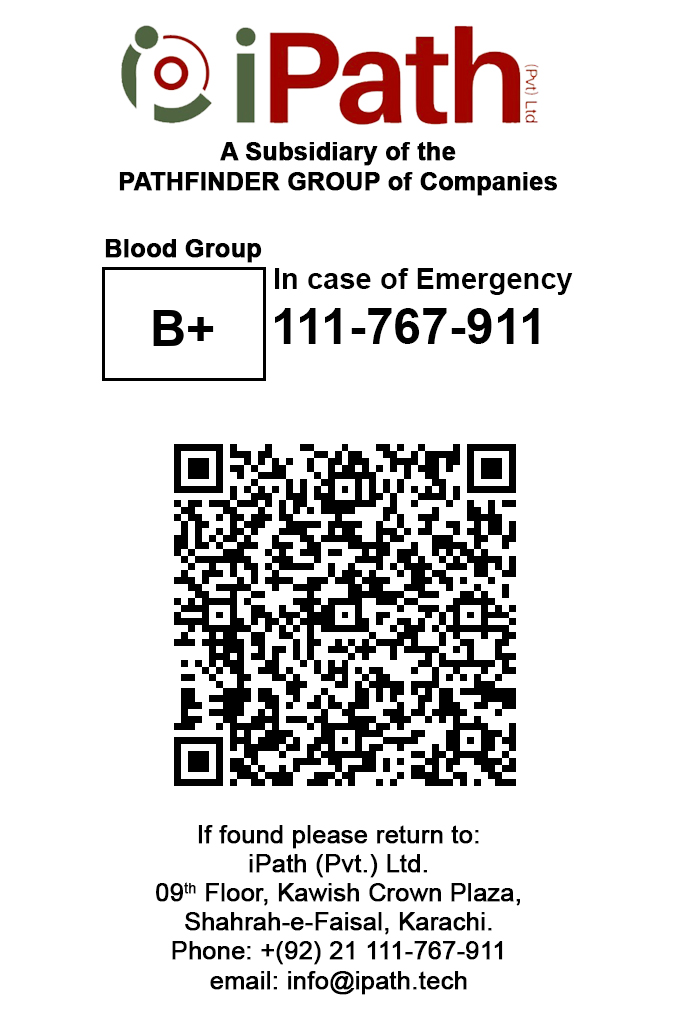 iPath (Pvt) Ltd
A Subsidiary of the
PATHFINDER GROUP of Companies
Blood Group
B+
In case of Emergency
111-767-911
If found please return to:
iPath (Pvt.) Ltd.
09th Floor, Kawish Crown Plaza,
Shahrah-e-Faisal, Karachi.
Phone: +(92) 21 111-767-911
email: info@ipath.tech